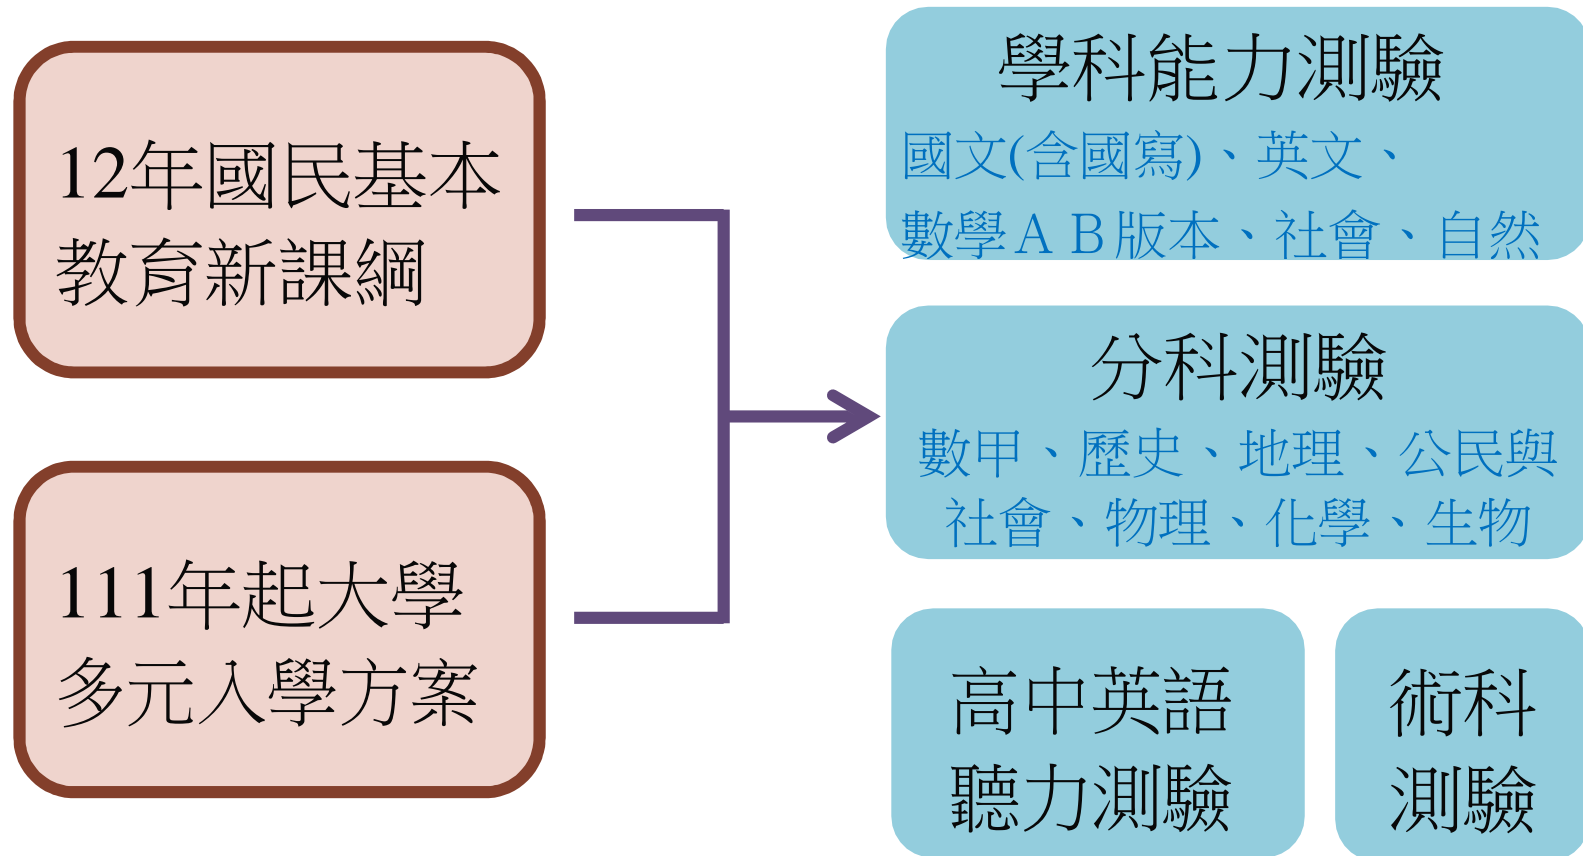 12年國民基本
教育新課綱
111年起大學
多元入學方案
學科能力測驗
國文(含國寫)、英文、
數學ＡＢ版本、社會、自然
分科測驗
數甲、歷史、地理、公民與
社會、物理、化學、生物
高中英語
聽力測驗
術科
測驗